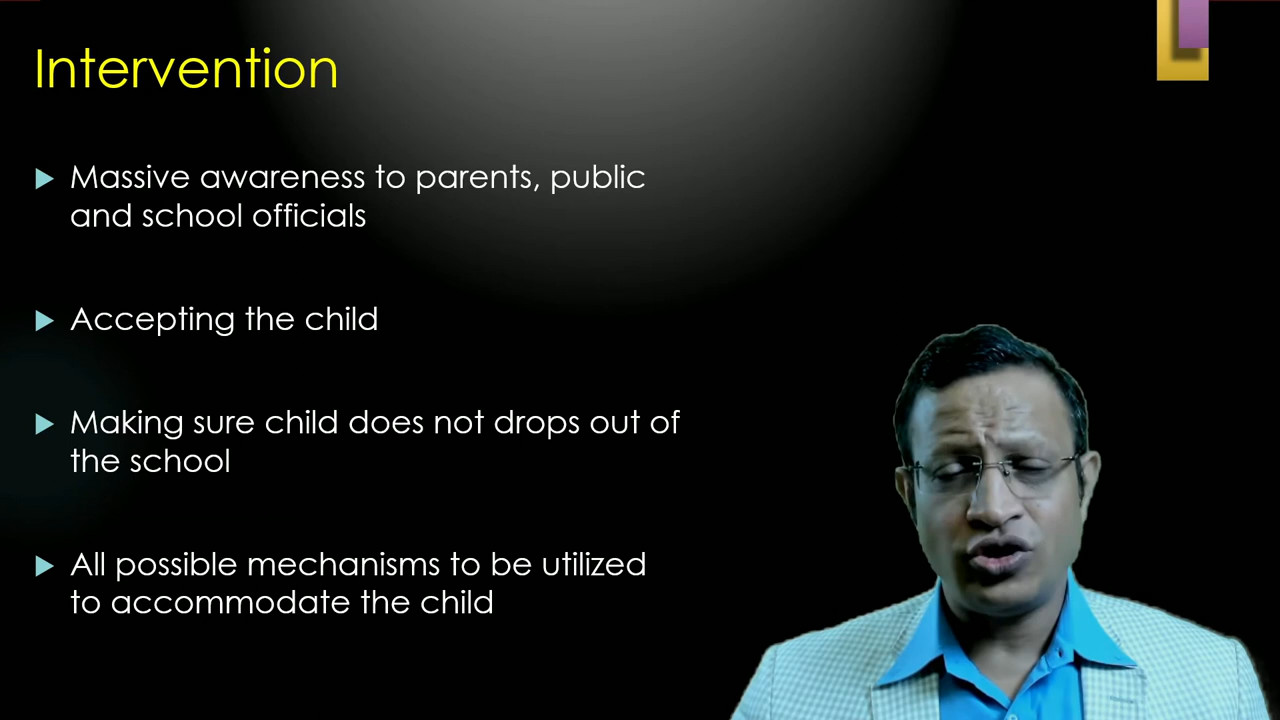 Intervention
Massive awareness to parents, public
and school officials
Accepting the child
Making sure child does not drops out of
the school
All possible mechanisms to be utilized
to accommodate the child